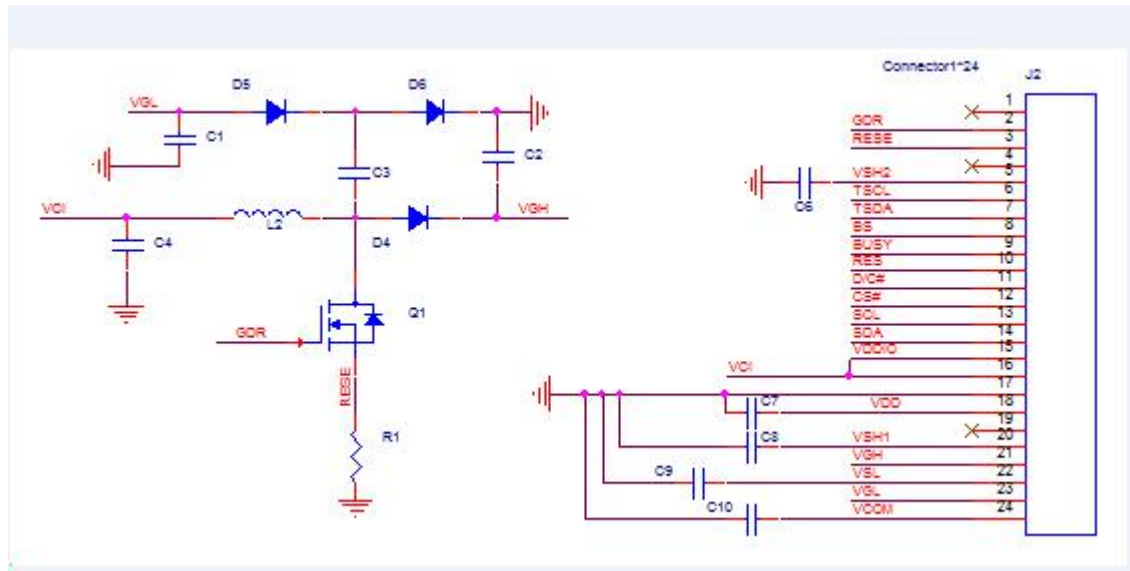 Connector1*24
J2
D5
D6
VGL
C1
C2
C3
VCI
L2
VGH
C4
D4
GDR
Q1
RESE
R1
1
GDR
2
RESE
3
4
5
VSH2
6
C6
TSCL
7
TSDA
8
BS
9
BUSY
10
RES
11
D/C#
12
CS#
13
SCL
14
SDA
15
VDDIO
16
VCI
17
C7
VDD
18
19
C8
VSH1
20
VGH
21
C9
VSL
22
VGL
23
C10
VCOM
24